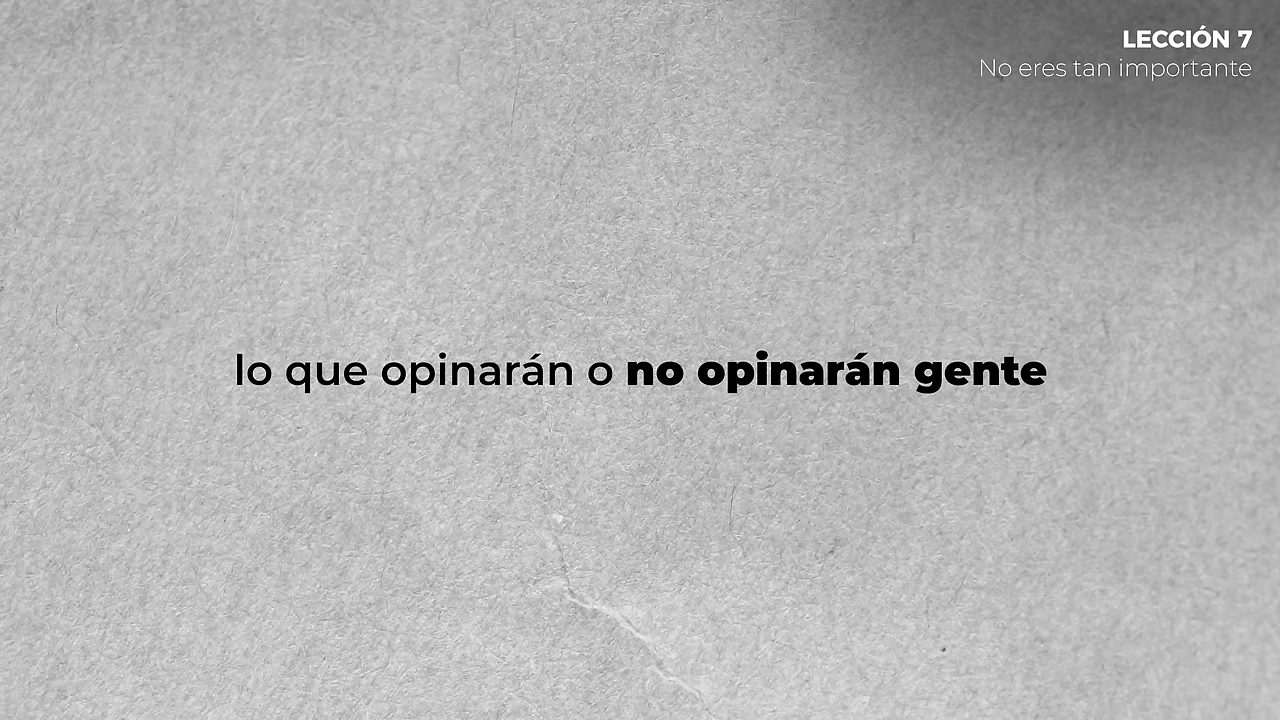 LECCIÓN 7
No eres tan importante
lo que opinarán o no opinarán gente